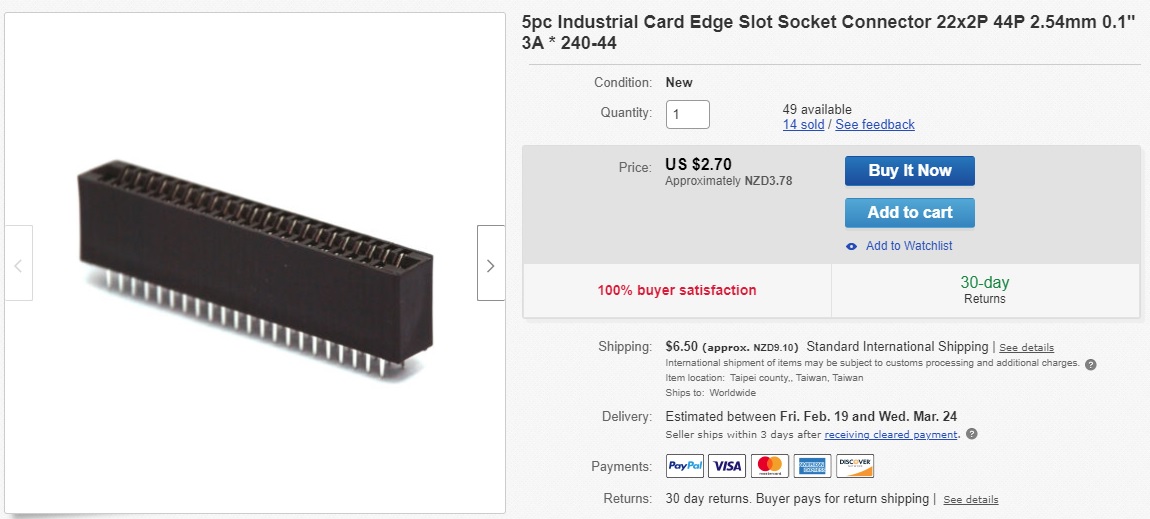 5pc Industrial Card Edge Slot Socket Connector 22x2P 44P 2.54mm 0.1"
3A * 240-44
Condition: New
Quantity: 1
49 available
14 sold / See feedback
Price: US $2.70
Approximately NZD3.78
Buy It Now
Add to cart
Add to Watchlist
100% buyer satisfaction
30-day
Returns
Shipping: $6.50 (approx. NZD9.10) Standard International Shipping | See details
International shipment of items may be subject to customs processing and additional charges. ?
Item location: Taipei county,, Taiwan, Taiwan
Ships to: Worldwide
Delivery: Estimated between Fri. Feb. 19 and Wed. Mar. 24
Seller ships within 3 days after receiving cleared payment. ?
Payments: PayPal VISA mastercard AMERICAN EXPRESS DISCOVER
Returns: 30 day returns. Buyer pays for return shipping | See details